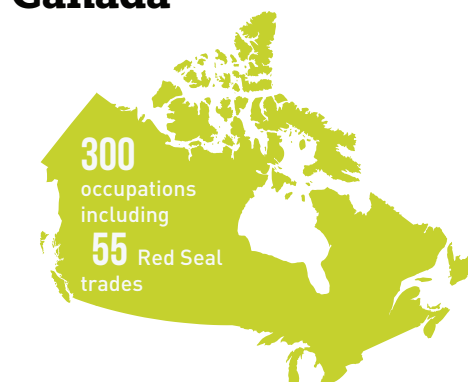 Canada
300
occupations
including
55 Red Seal
trades